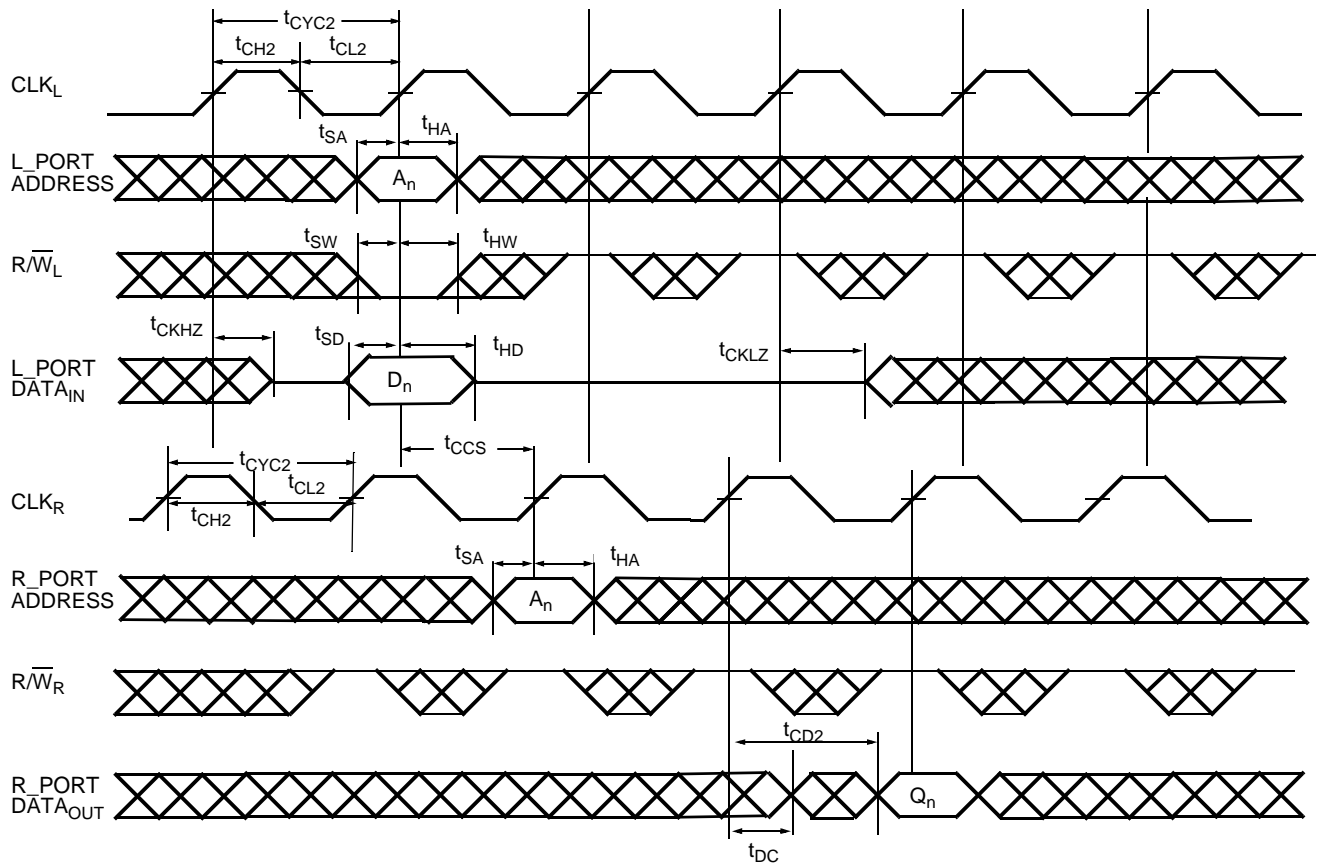 tCYC2
tCH2 tCL2
CLKL
tSA tHA
L_PORT
ADDRESS
An
tSW tHW
R/W̅L
tCKHZ tSD tHD tCKLZ
L_PORT
DATAIN
Dn
tCCS
tCYC2
tCL2
CLKR
tCH2
tSA tHA
R_PORT
ADDRESS
An
R/W̅R
tCD2
R_PORT
DATAOUT
Qn
tDC